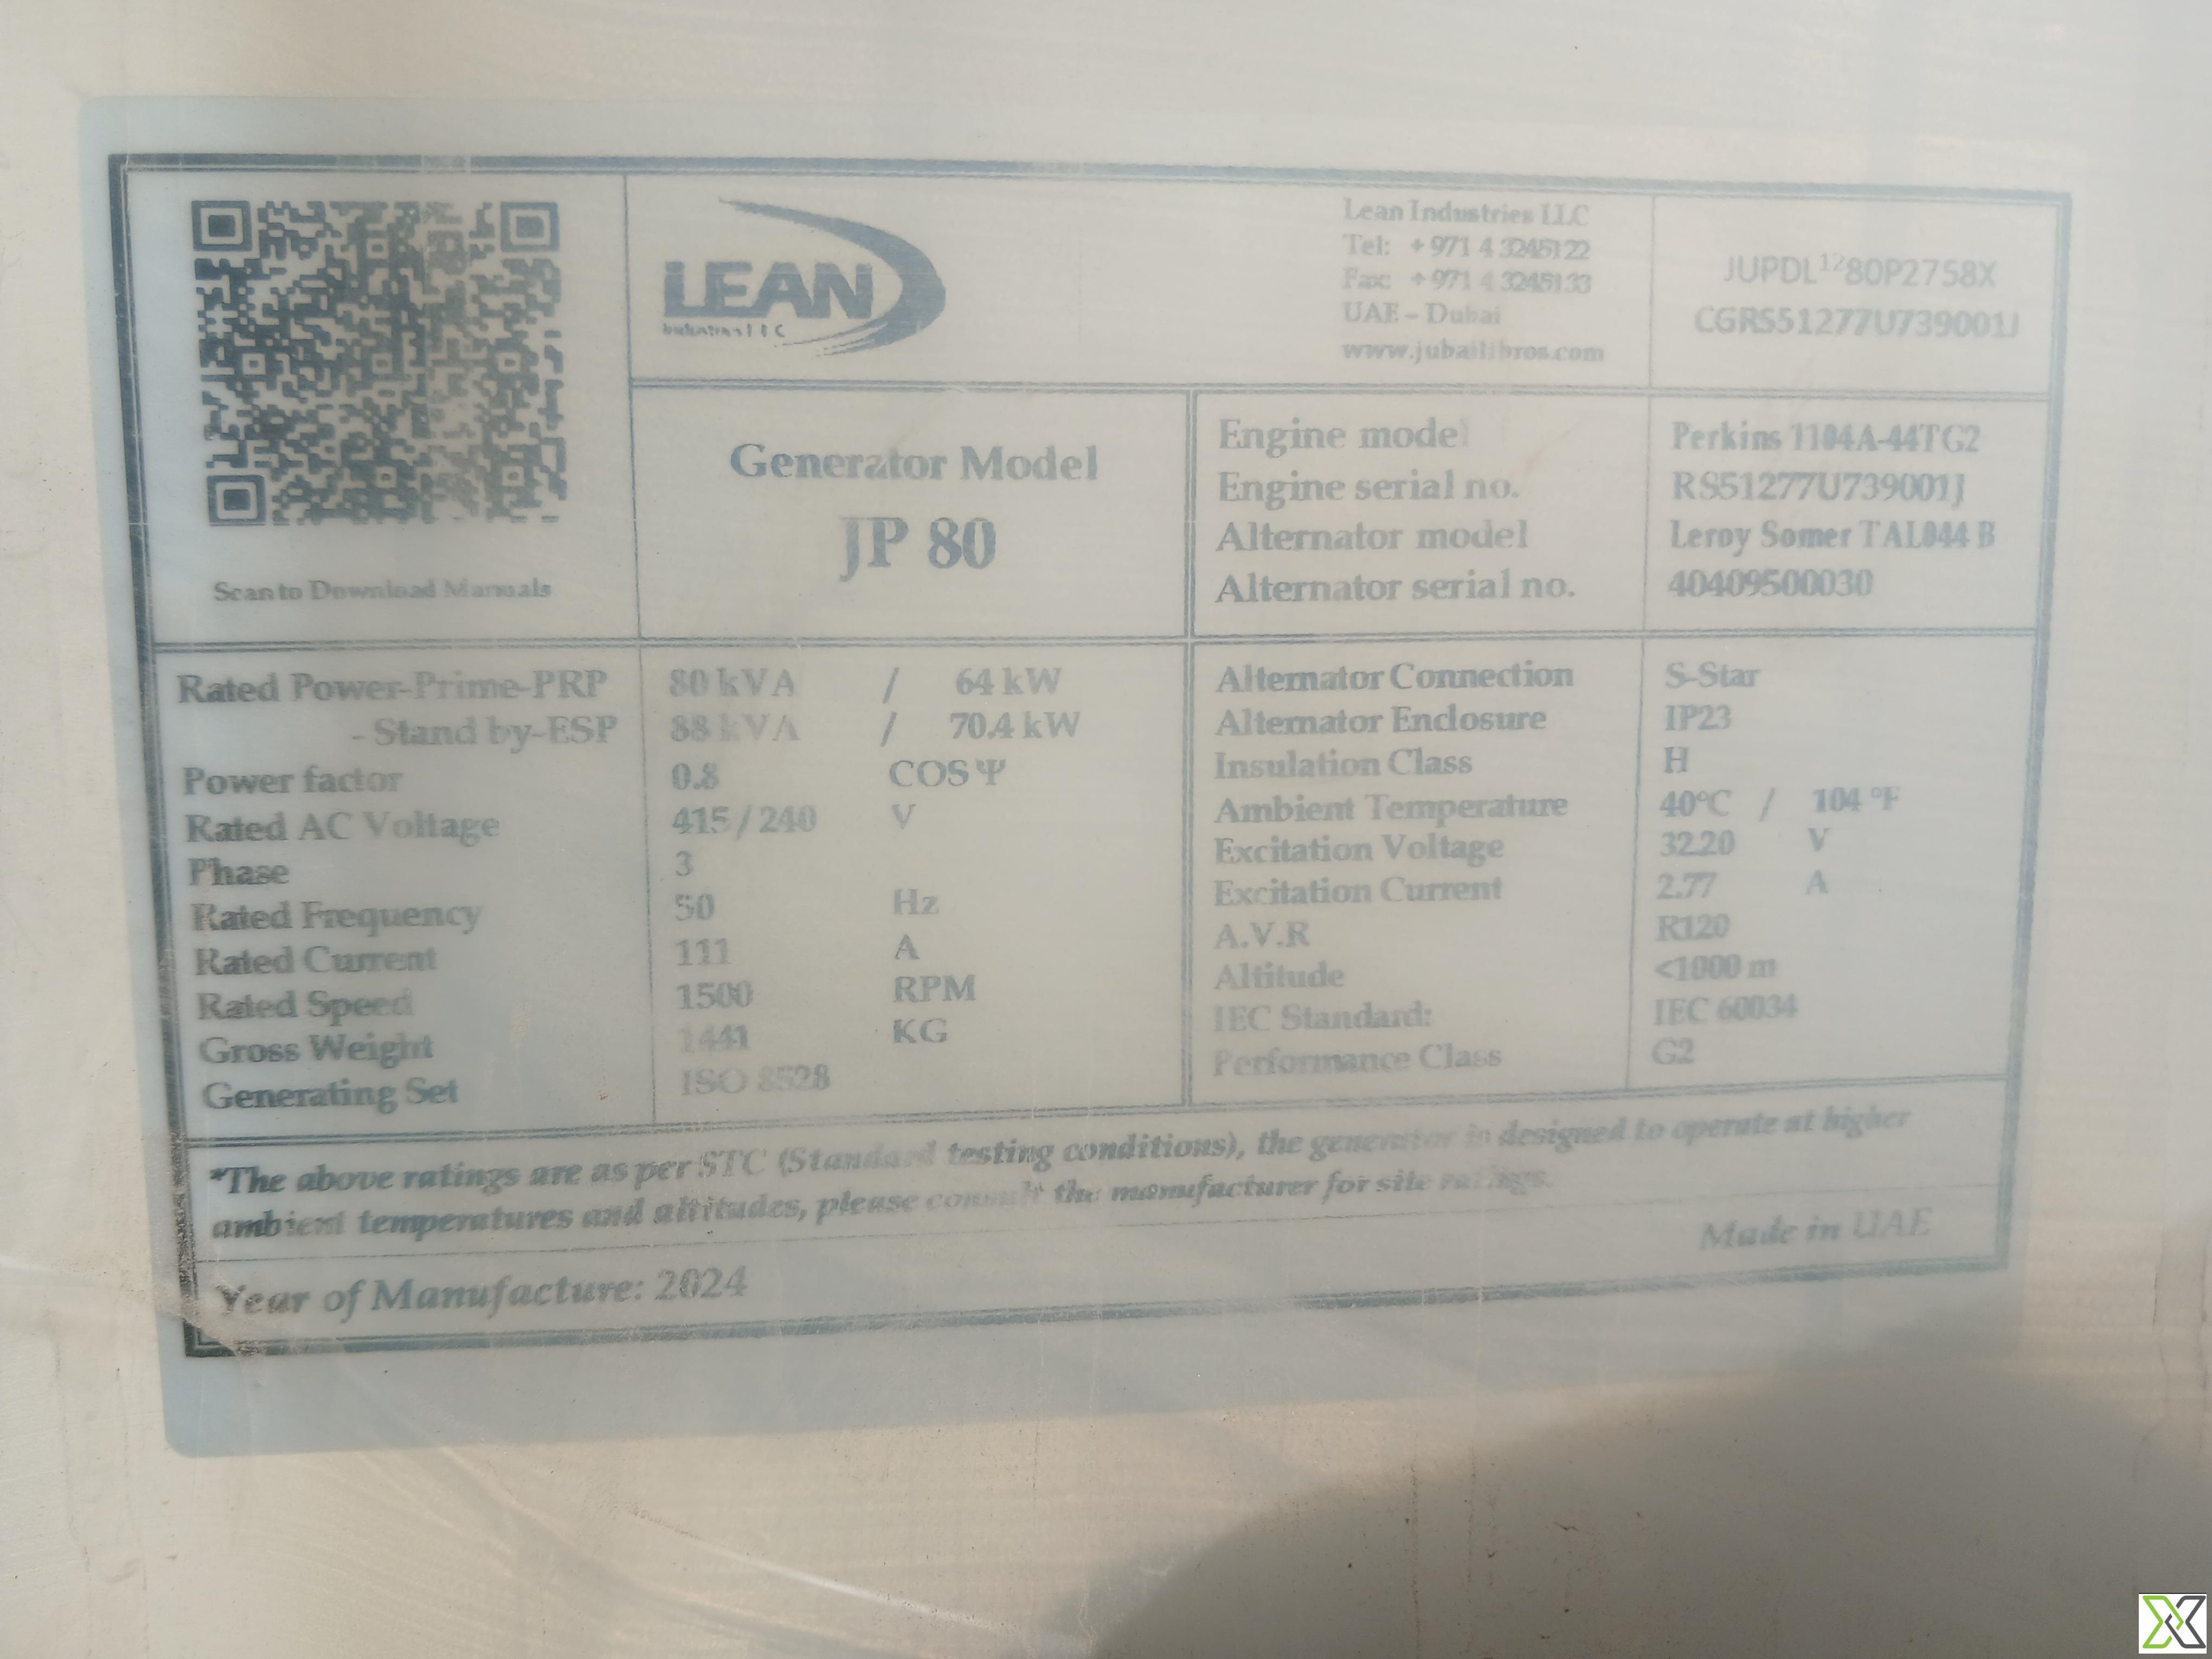 LEAN
Industries LLC
Lean Industries LLC
Tel: +971 4 3245122
Fax: +971 4 3245133
UAE – Dubai
www.jubailibros.com
JUPDL¹²80P2758X
CGRS51277U739001J
Scan to Download Manuals
Generator Model
JP 80
Engine model Perkins 1104A-44TG2
Engine serial no. RS51277U739001J
Alternator model Leroy Somer TAL044 B
Alternator serial no. 40409500030
Rated Power-Prime-PRP 80 kVA / 64 kW
- Stand by-ESP 88 kVA / 70.4 kW
Power factor 0.8 COS Ψ
Rated AC Voltage 415/240 V
Phase 3
Rated Frequency 50 Hz
Rated Current 111 A
Rated Speed 1500 RPM
Gross Weight 1441 KG
Generating Set ISO 8528
Alternator Connection S-Star
Alternator Enclosure IP23
Insulation Class H
Ambient Temperature 40°C / 104 °F
Excitation Voltage 32.20 V
Excitation Current 2.77 A
A.V.R R120
Altitude <1000 m
IEC Standard: IEC 60034
Performance Class G2
*The above ratings are as per STC (Standard testing conditions), the generator is designed to operate at higher
ambient temperatures and altitudes, please consult the manufacturer for site ratings.
Made in UAE
Year of Manufacture: 2024